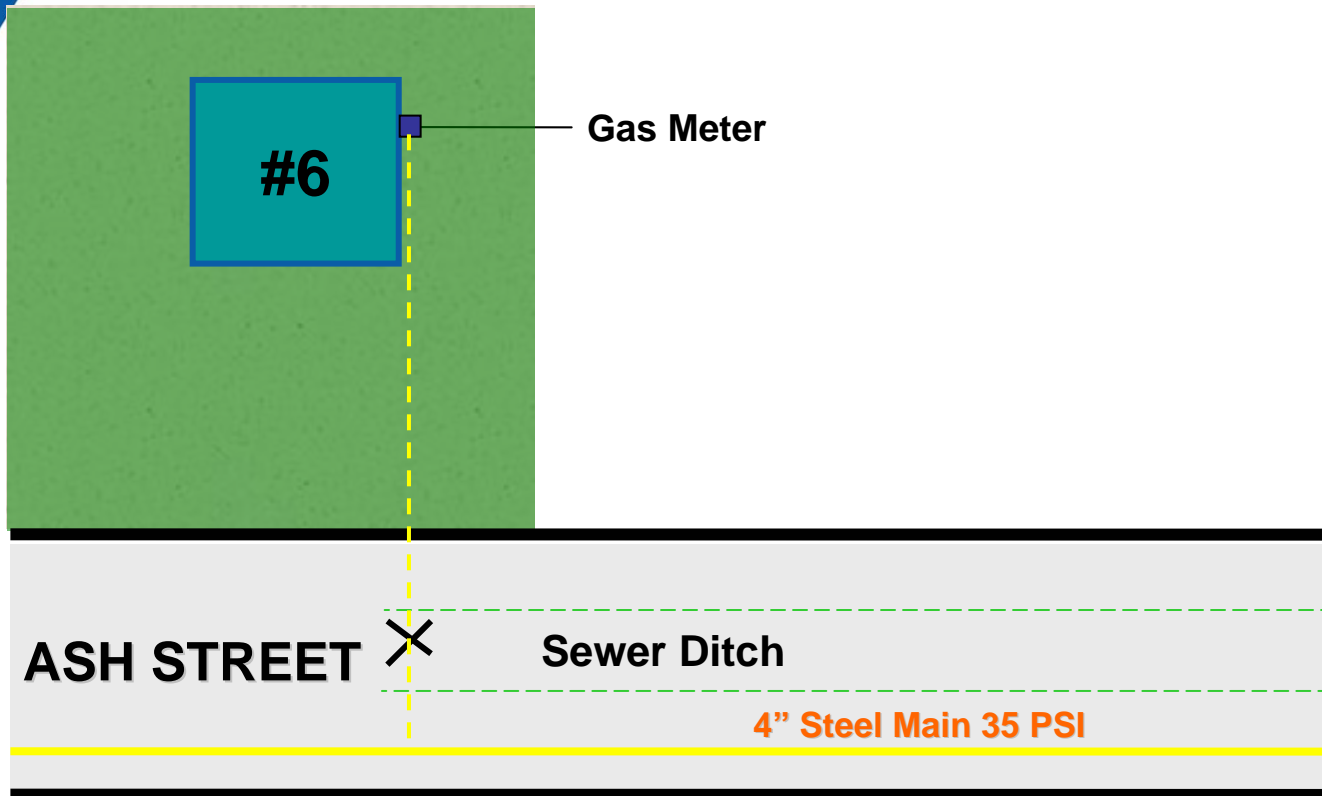 Gas Meter
#6
ASH STREET
Sewer Ditch
4” Steel Main 35 PSI